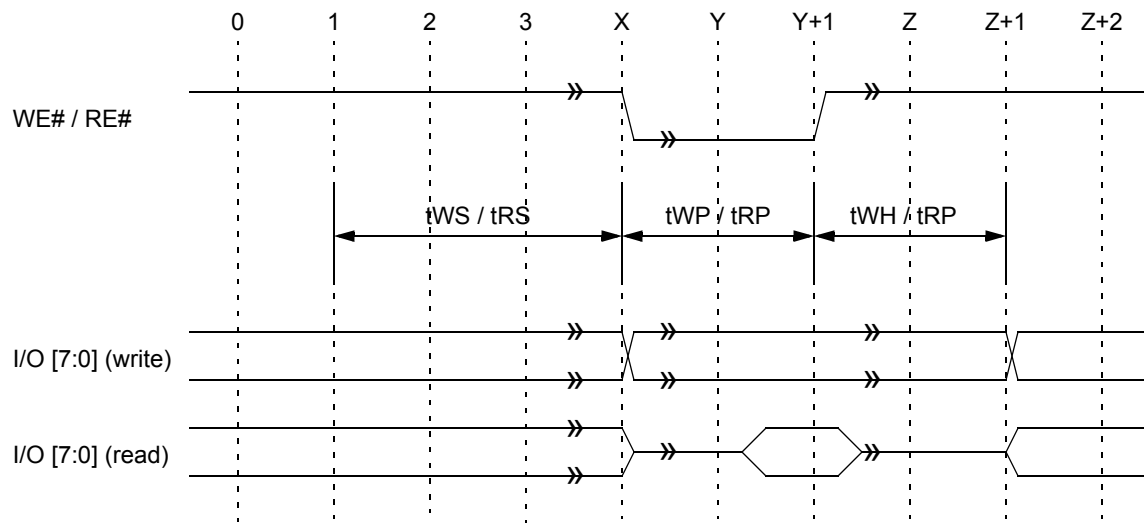 0 1 2 3 X Y Y+1 Z Z+1 Z+2
WE# / RE#
tWS / tRS tWP / tRP tWH / tRP
I/O [7:0] (write)
I/O [7:0] (read)